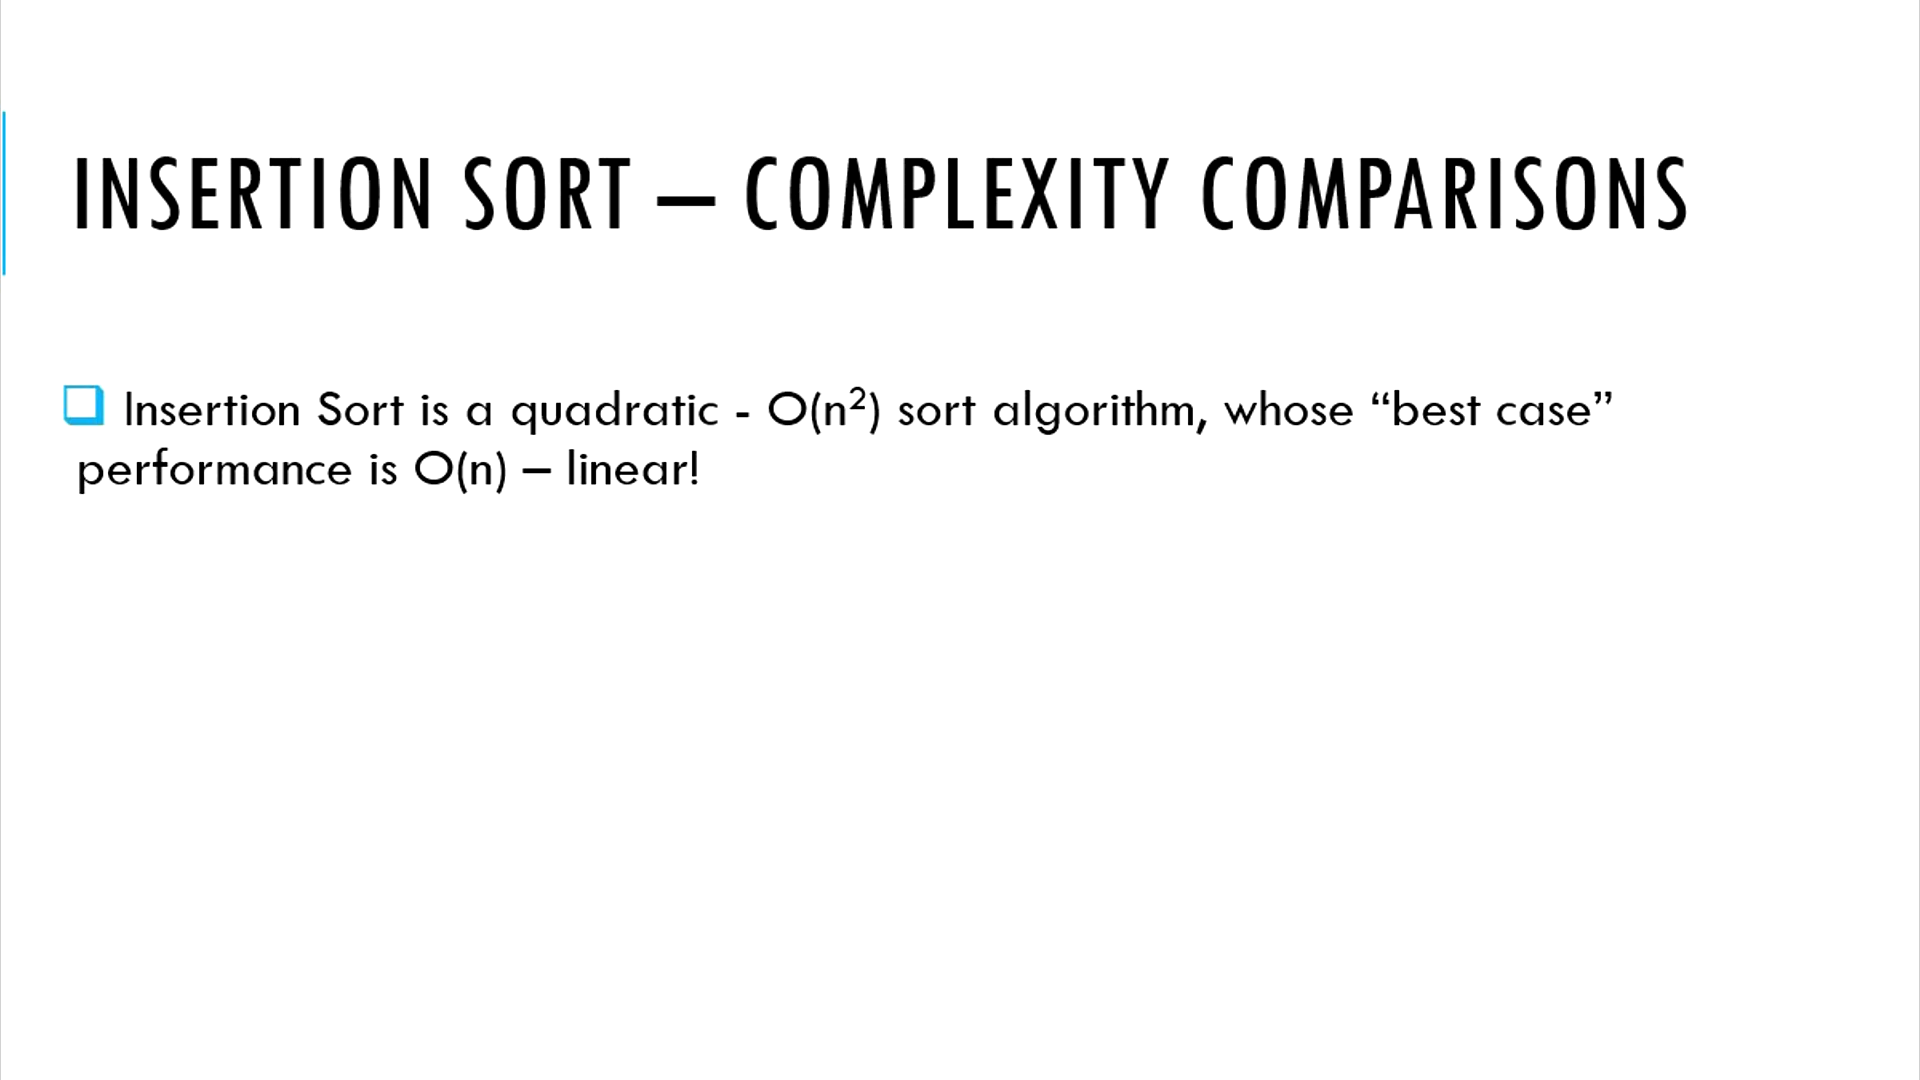 INSERTION SORT – COMPLEXITY COMPARISONS
Insertion Sort is a quadratic - O(n²) sort algorithm, whose “best case”
performance is O(n) – linear!